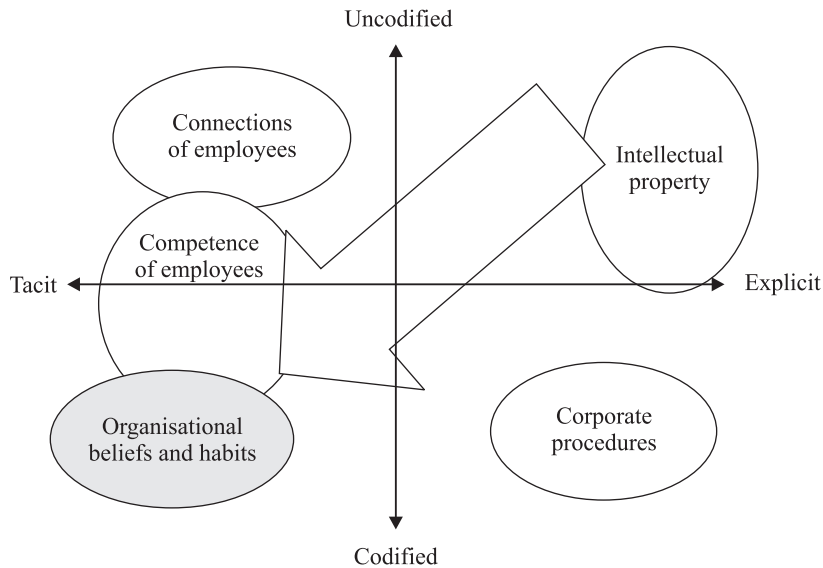 Uncodified
Connections
of employees
Intellectual
property
Competence
of employees
Tacit
Explicit
Organisational
beliefs and habits
Corporate
procedures
Codified